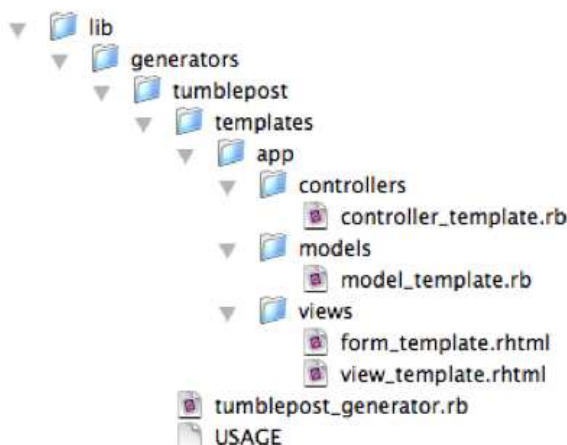 lib
generators
tumblepost
templates
app
controllers
controller_template.rb
models
model_template.rb
views
form_template.rhtml
view_template.rhtml
tumblepost_generator.rb
USAGE